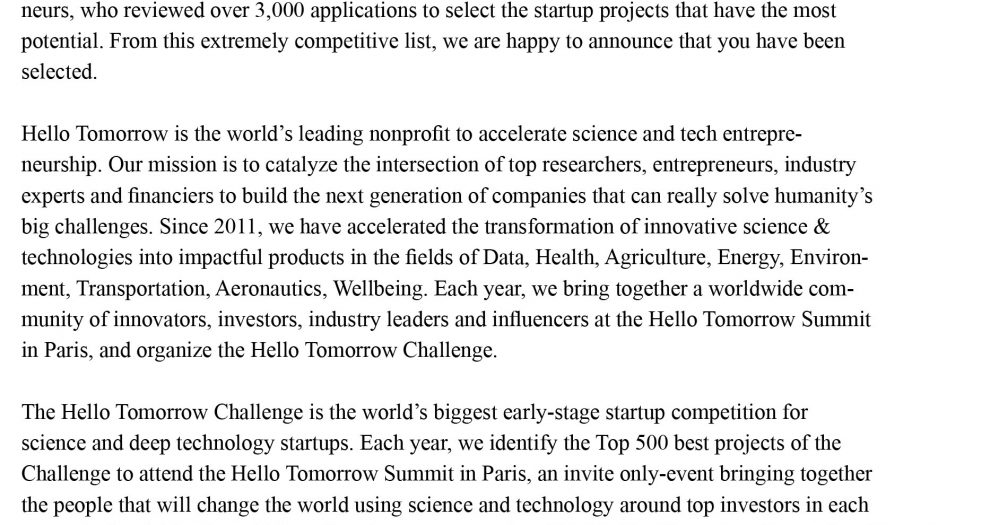 neurs, who reviewed over 3,000 applications to select the startup projects that have the most
potential. From this extremely competitive list, we are happy to announce that you have been
selected.
Hello Tomorrow is the world’s leading nonprofit to accelerate science and tech entrepre-
neurship. Our mission is to catalyze the intersection of top researchers, entrepreneurs, industry
experts and financiers to build the next generation of companies that can really solve humanity’s
big challenges. Since 2011, we have accelerated the transformation of innovative science &
technologies into impactful products in the fields of Data, Health, Agriculture, Energy, Environ-
ment, Transportation, Aeronautics, Wellbeing. Each year, we bring together a worldwide com-
munity of innovators, investors, industry leaders and influencers at the Hello Tomorrow Summit
in Paris, and organize the Hello Tomorrow Challenge.
The Hello Tomorrow Challenge is the world’s biggest early-stage startup competition for
science and deep technology startups. Each year, we identify the Top 500 best projects of the
Challenge to attend the Hello Tomorrow Summit in Paris, an invite only-event bringing together
the people that will change the world using science and technology around top investors in each